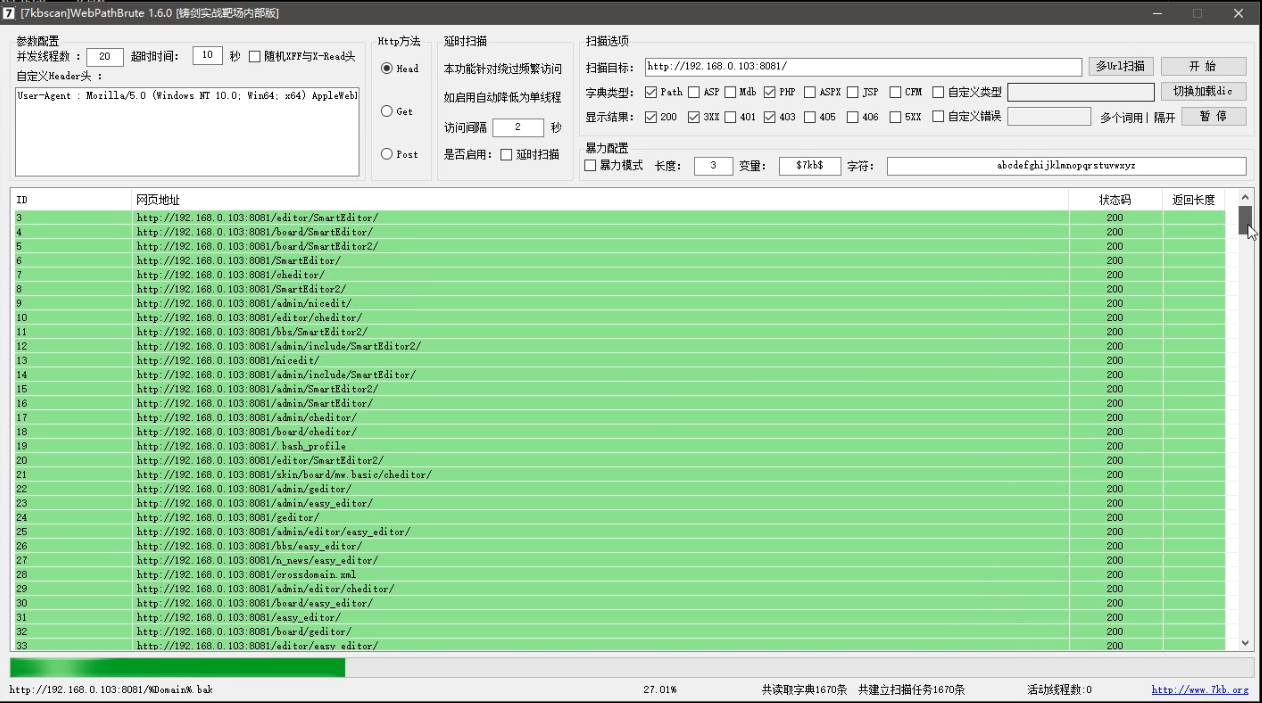 [7kbscan]WebPathBrute 1.6.0 [铸剑实战靶场内部版]
参数配置
并发线程数 : 20 超时时间: 10 秒 随机XFF与X-Read头
自定义Header头 :
User-Agent : Mozilla/5.0 (Windows NT 10.0; Win64; x64) AppleWebl
Http方法
Head
Get
Post
延时扫描
本功能针对绕过频繁访问
如启用自动降低为单线程
访问间隔 2 秒
是否启用: 延时扫描
扫描选项
扫描目标: http://192.168.0.103:8081/ 多Url扫描 开 始
字典类型: Path ASP Mdb PHP ASPX JSP CFM 自定义类型 切换加载dic
显示结果: 200 3XX 401 403 405 406 5XX 自定义错误 多个词用| 隔开 暂 停
暴力配置
暴力模式 长度: 3 变量: $7kb$ 字符: abcdefghijklmnopqrstuvwxyz
ID 网页地址 状态码 返回长度
3 http://192.168.0.103:8081/editor/SmartEditor/ 200
4 http://192.168.0.103:8081/board/SmartEditor/ 200
5 http://192.168.0.103:8081/board/SmartEditor2/ 200
6 http://192.168.0.103:8081/SmartEditor/ 200
7 http://192.168.0.103:8081/cheditor/ 200
8 http://192.168.0.103:8081/SmartEditor2/ 200
9 http://192.168.0.103:8081/admin/nicedit/ 200
10 http://192.168.0.103:8081/editor/cheditor/ 200
11 http://192.168.0.103:8081/bbs/SmartEditor2/ 200
12 http://192.168.0.103:8081/admin/include/SmartEditor2/ 200
13 http://192.168.0.103:8081/nicedit/ 200
14 http://192.168.0.103:8081/admin/include/SmartEditor/ 200
15 http://192.168.0.103:8081/admin/SmartEditor2/ 200
16 http://192.168.0.103:8081/admin/SmartEditor/ 200
17 http://192.168.0.103:8081/admin/cheditor/ 200
18 http://192.168.0.103:8081/board/cheditor/ 200
19 http://192.168.0.103:8081/.bash_profile 200
20 http://192.168.0.103:8081/editor/SmartEditor2/ 200
21 http://192.168.0.103:8081/skin/board/mw.basic/cheditor/ 200
22 http://192.168.0.103:8081/admin/geditor/ 200
23 http://192.168.0.103:8081/admin/easy_editor/ 200
24 http://192.168.0.103:8081/geditor/ 200
25 http://192.168.0.103:8081/admin/editor/easy_editor/ 200
26 http://192.168.0.103:8081/bbs/easy_editor/ 200
27 http://192.168.0.103:8081/n_news/easy_editor/ 200
28 http://192.168.0.103:8081/crossdomain.xml 200
29 http://192.168.0.103:8081/admin/editor/cheditor/ 200
30 http://192.168.0.103:8081/board/easy_editor/ 200
31 http://192.168.0.103:8081/easy_editor/ 200
32 http://192.168.0.103:8081/board/geditor/ 200
33 http://192.168.0.103:8081/editor/easy_editor/ 200
http://192.168.0.103:8081/%Domain%.bak 27.01% 共读取字典1670条 共建立扫描任务1670条 活动线程数:0 http://www.7kb.org